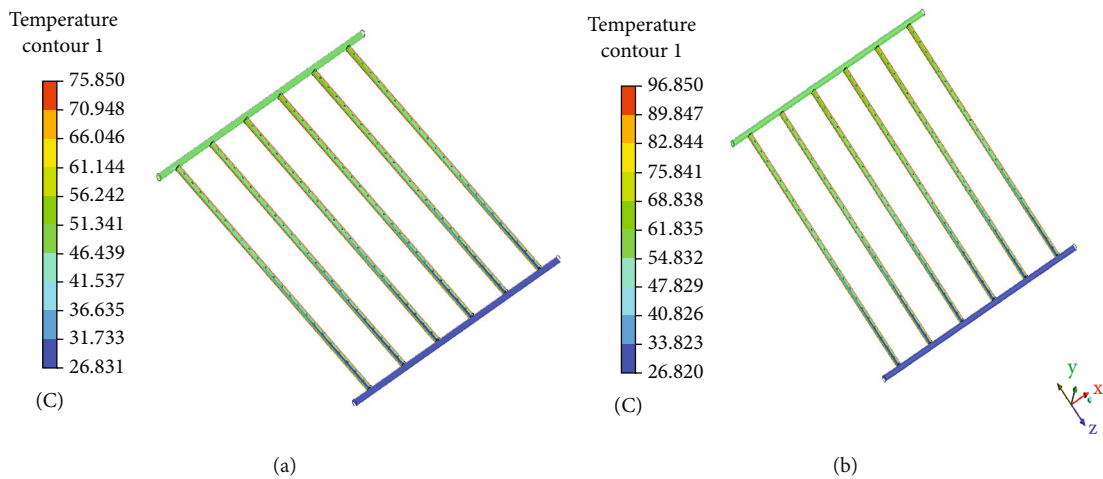 Temperature
contour 1
75.850
70.948
66.046
61.144
56.242
51.341
46.439
41.537
36.635
31.733
26.831
(C)
(a)
Temperature
contour 1
96.850
89.847
82.844
75.841
68.838
61.835
54.832
47.829
40.826
33.823
26.820
(C)
y
x
z
(b)